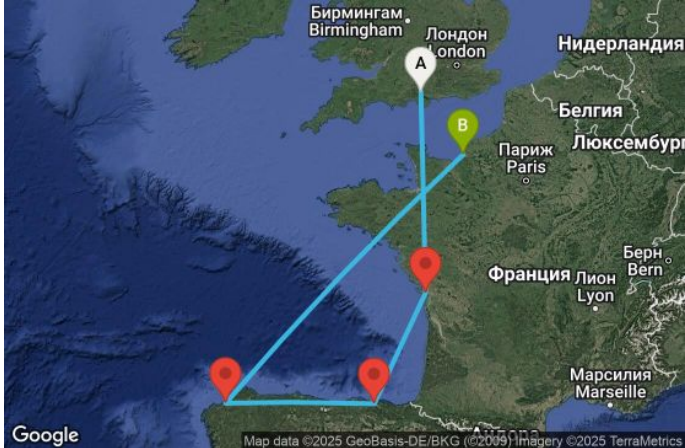 Бирмингам
Birmingham
Лондон
London
A
Нидерландия
B
Белгия
Париж
Paris
Люксембург
Берн
Bern
Франция
Лион
Lyon
Марсилия
Marseille
Андора
Google
Map data ©2025 GeoBasis-DE/BKG (©2009) Imagery ©2025 TerraMetrics